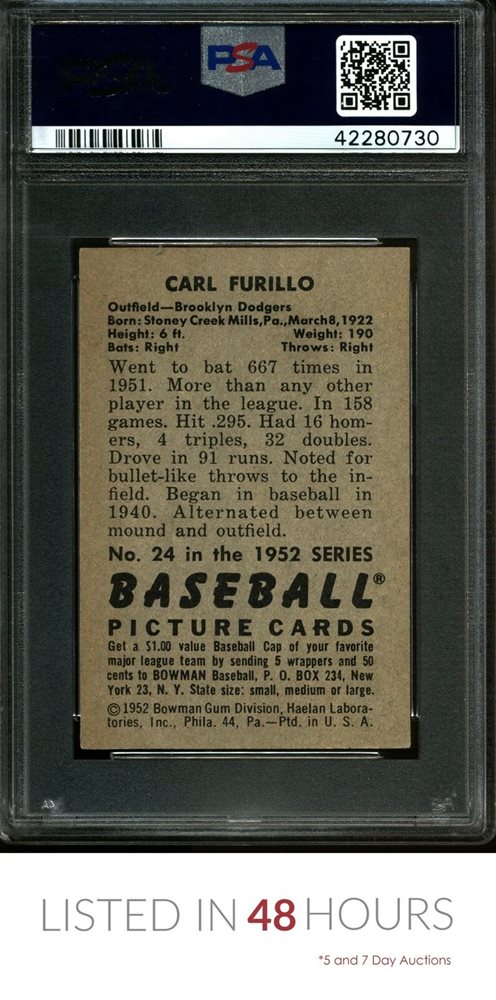 PSA
42280730
CARL FURILLO
Outfield—Brooklyn Dodgers
Born: Stoney Creek Mills, Pa., March 8, 1922
Height: 6 ft. Weight: 190
Bats: Right Throws: Right
Went to bat 667 times in
1951. More than any other
player in the league. In 158
games. Hit .295. Had 16 hom-
ers, 4 triples, 32 doubles.
Drove in 91 runs. Noted for
bullet-like throws to the in-
field. Began in baseball in
1940. Alternated between
mound and outfield.
No. 24 in the 1952 SERIES
BASEBALL®
PICTURE CARDS
Get a $1.00 value Baseball Cap of your favorite
major league team by sending 5 wrappers and 50
cents to BOWMAN Baseball, P. O. BOX 234, New
York 23, N. Y. State size: small, medium or large.
©1952 Bowman Gum Division, Haelan Labora-
tories, Inc., Phila. 44, Pa.—Ptd. in U. S. A.
LISTED IN 48 HOURS
*5 and 7 Day Auctions